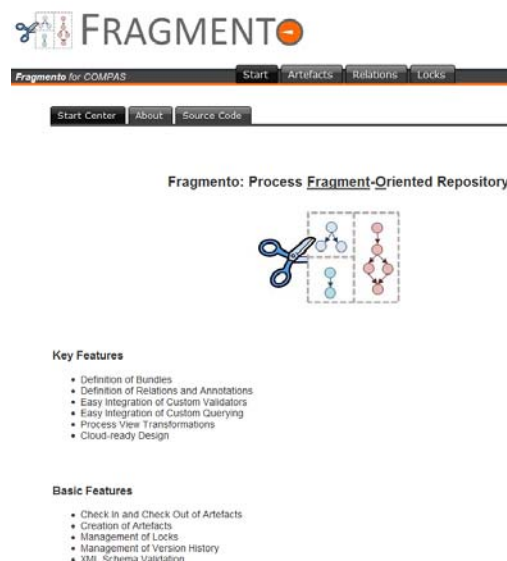 FRAGMENTO
Fragmento for COMPAS
Start Artefacts Relations Locks
Start Center About Source Code
Fragmento: Process Fragment-Oriented Repository
Key Features
• Definition of Bundles
• Definition of Relations and Annotations
• Easy Integration of Custom Validators
• Easy Integration of Custom Querying
• Process View Transformations
• Cloud-ready Design
Basic Features
• Check In and Check Out of Artefacts
• Creation of Artefacts
• Management of Locks
• Management of Version History
• XML Schema Validation